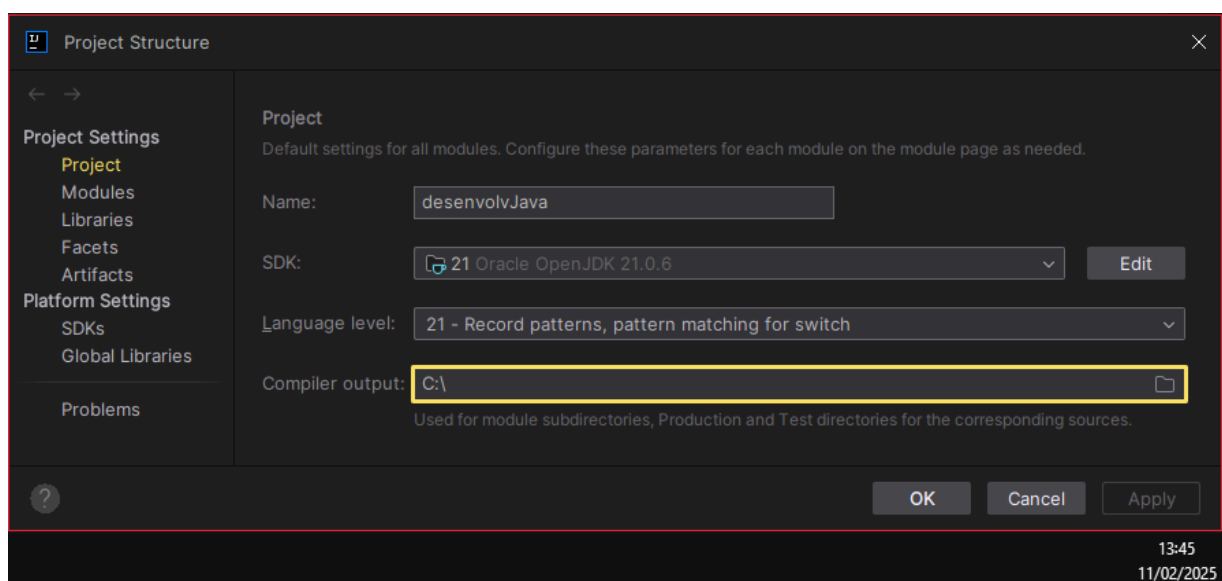 Project Structure
Project Settings
Project
Modules
Libraries
Facets
Artifacts
Platform Settings
SDKs
Global Libraries
Problems
Project
Default settings for all modules. Configure these parameters for each module on the module page as needed.
Name: desenvolvJava
SDK: 21 Oracle OpenJDK 21.0.6 Edit
Language level: 21 - Record patterns, pattern matching for switch
Compiler output: C:\
Used for module subdirectories, Production and Test directories for the corresponding sources.
? OK Cancel Apply
13:45
11/02/2025